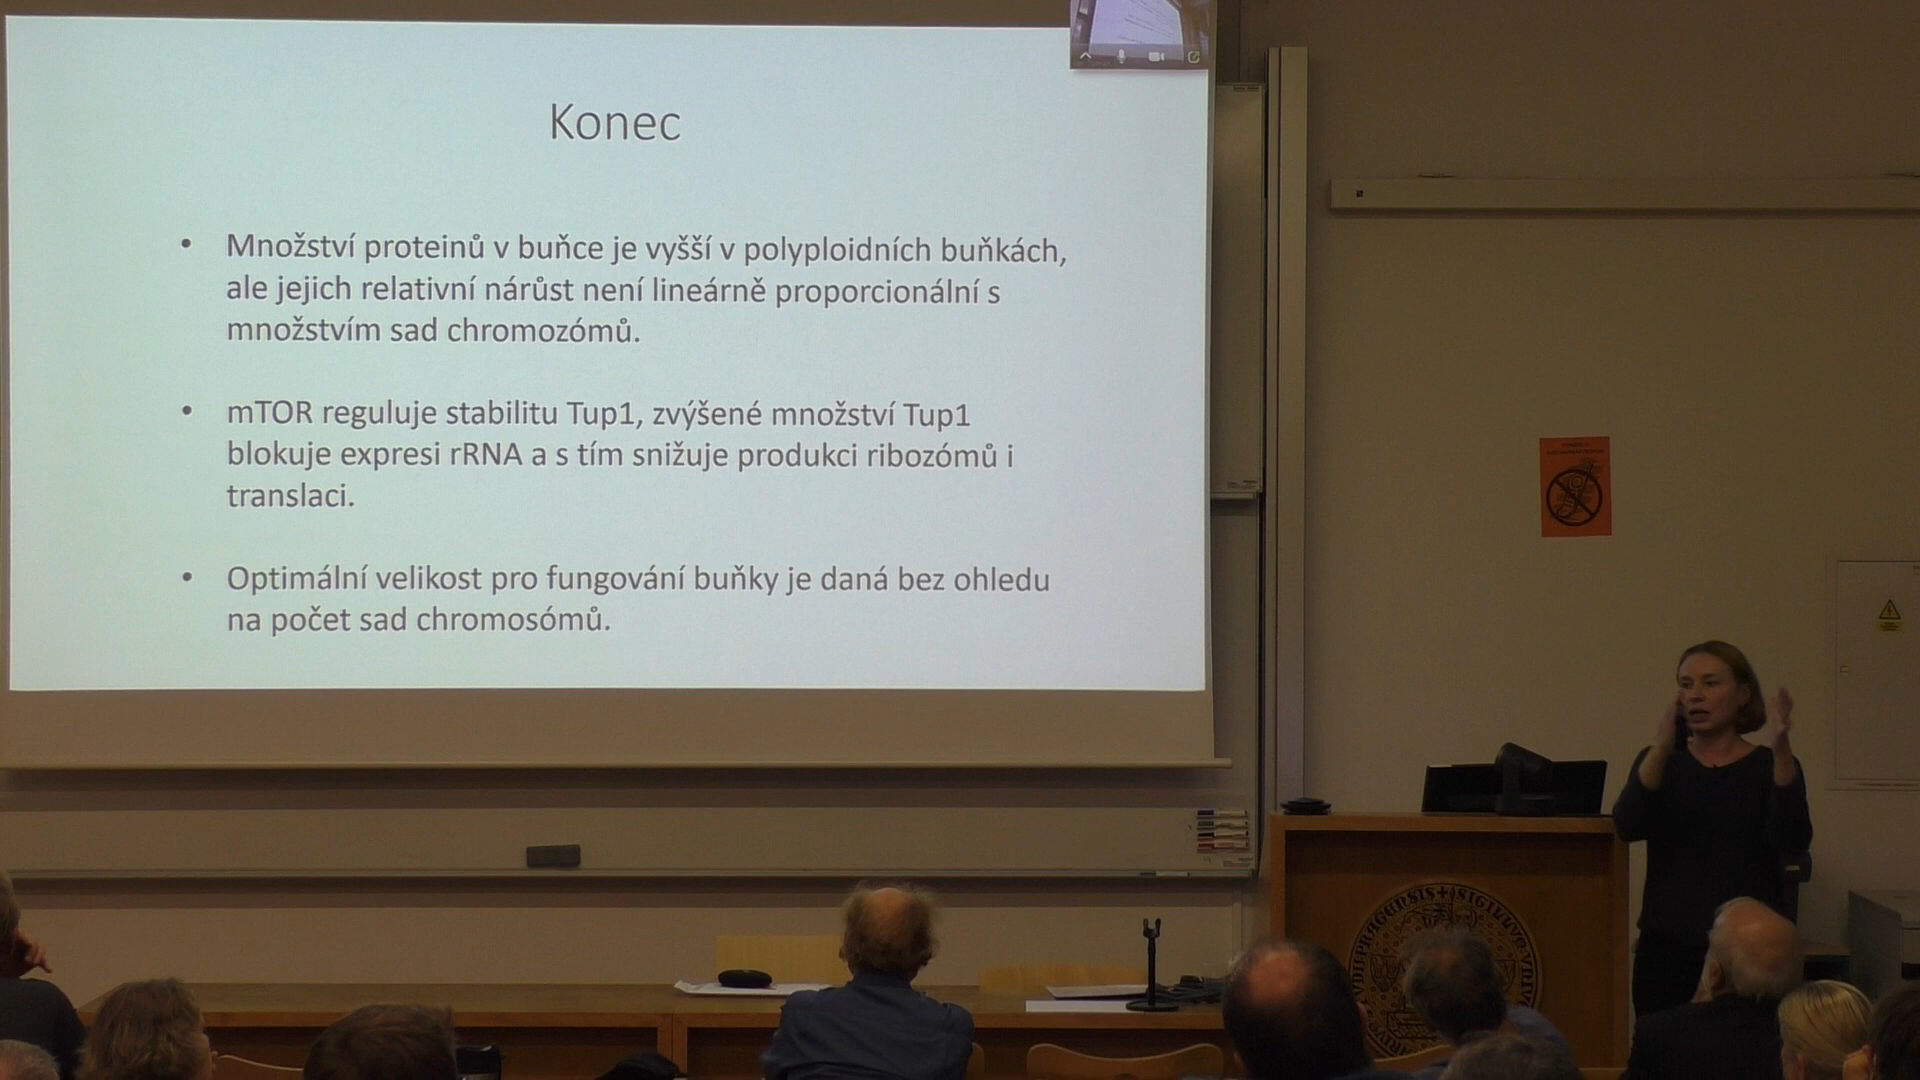 Konec
• Množství proteinů v buňce je vyšší v polyploidních buňkách,
ale jejich relativní nárůst není lineárně proporcionální s
množstvím sad chromozómů.
• mTOR reguluje stabilitu Tup1, zvýšené množství Tup1
blokuje expresi rRNA a s tím snižuje produkci ribozómů i
translaci.
• Optimální velikost pro fungování buňky je daná bez ohledu
na počet sad chromosómů.